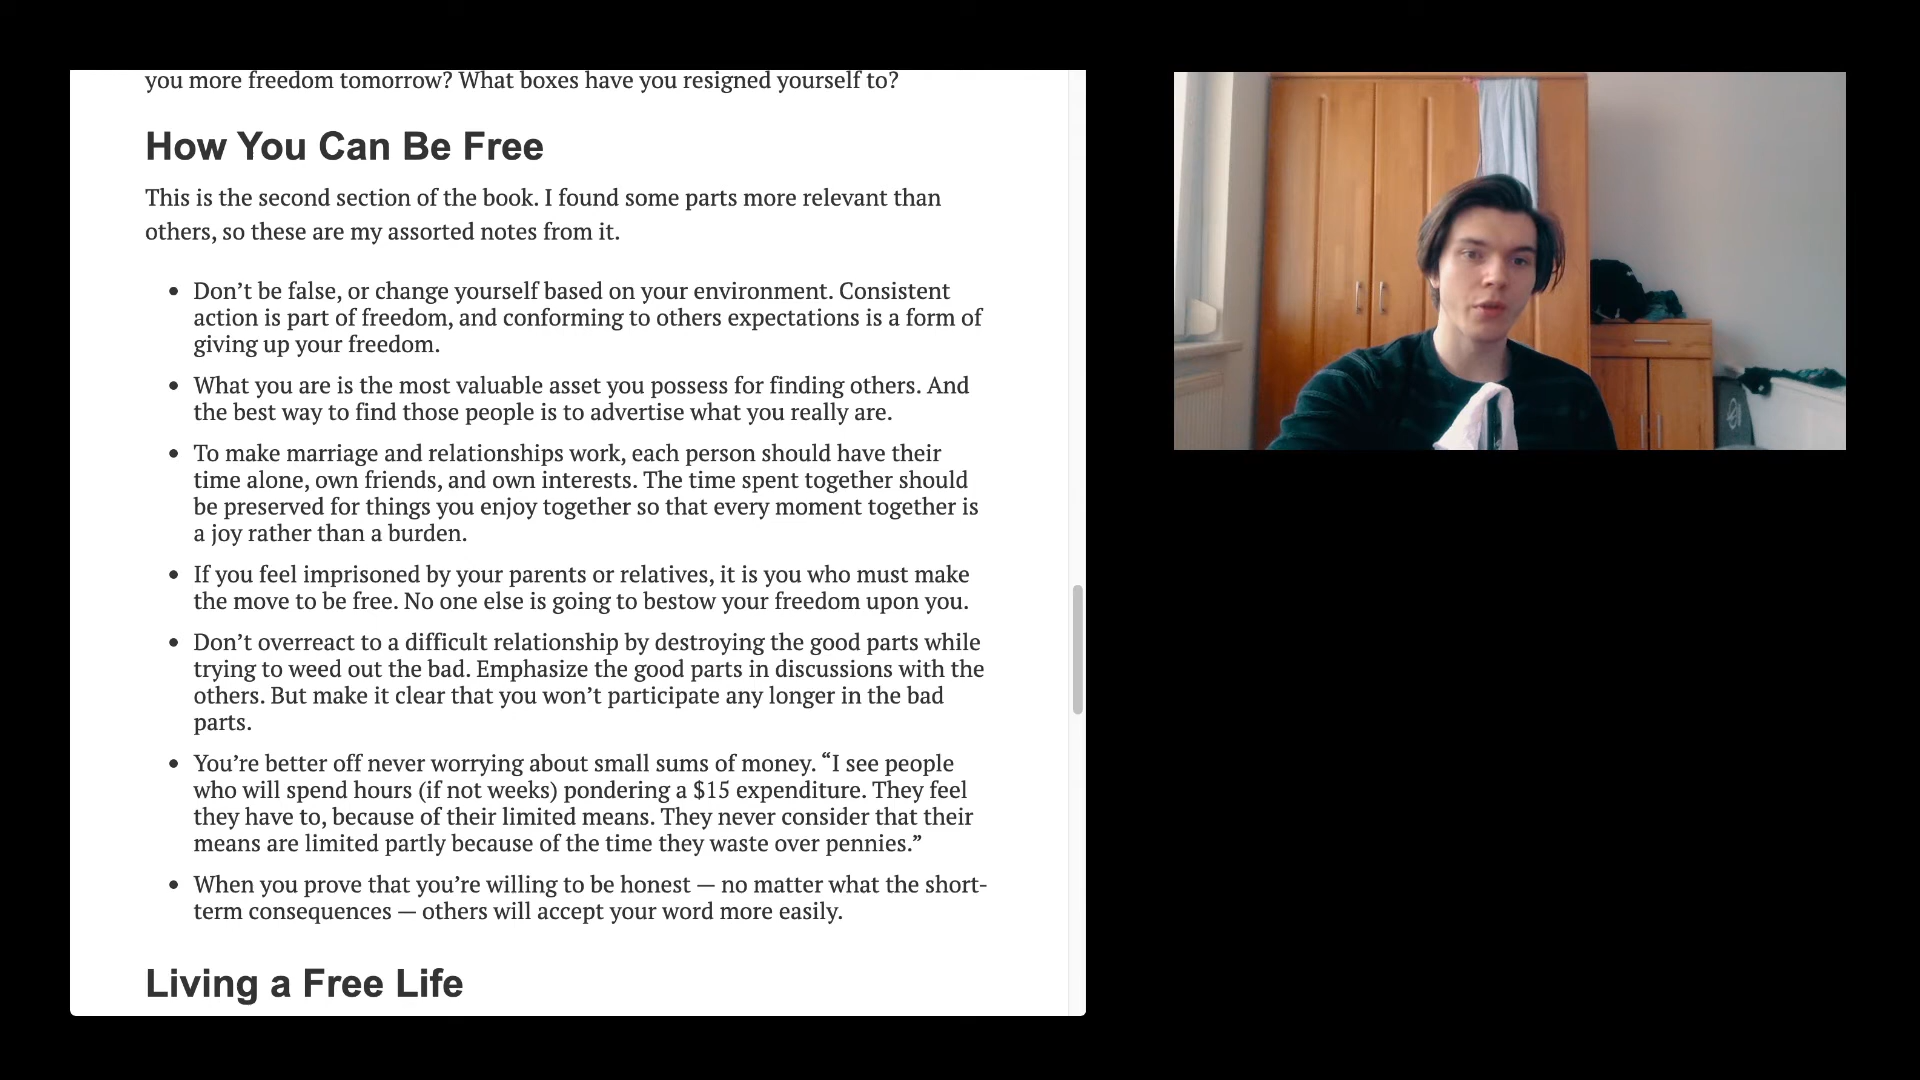 you more freedom tomorrow? What boxes have you resigned yourself to?
How You Can Be Free
This is the second section of the book. I found some parts more relevant than
others, so these are my assorted notes from it.
• Don’t be false, or change yourself based on your environment. Consistent
action is part of freedom, and conforming to others expectations is a form of
giving up your freedom.
• What you are is the most valuable asset you possess for finding others. And
the best way to find those people is to advertise what you really are.
• To make marriage and relationships work, each person should have their
time alone, own friends, and own interests. The time spent together should
be preserved for things you enjoy together so that every moment together is
a joy rather than a burden.
• If you feel imprisoned by your parents or relatives, it is you who must make
the move to be free. No one else is going to bestow your freedom upon you.
• Don’t overreact to a difficult relationship by destroying the good parts while
trying to weed out the bad. Emphasize the good parts in discussions with the
others. But make it clear that you won’t participate any longer in the bad
parts.
• You’re better off never worrying about small sums of money. “I see people
who will spend hours (if not weeks) pondering a $15 expenditure. They feel
they have to, because of their limited means. They never consider that their
means are limited partly because of the time they waste over pennies.”
• When you prove that you’re willing to be honest — no matter what the short-
term consequences — others will accept your word more easily.
Living a Free Life